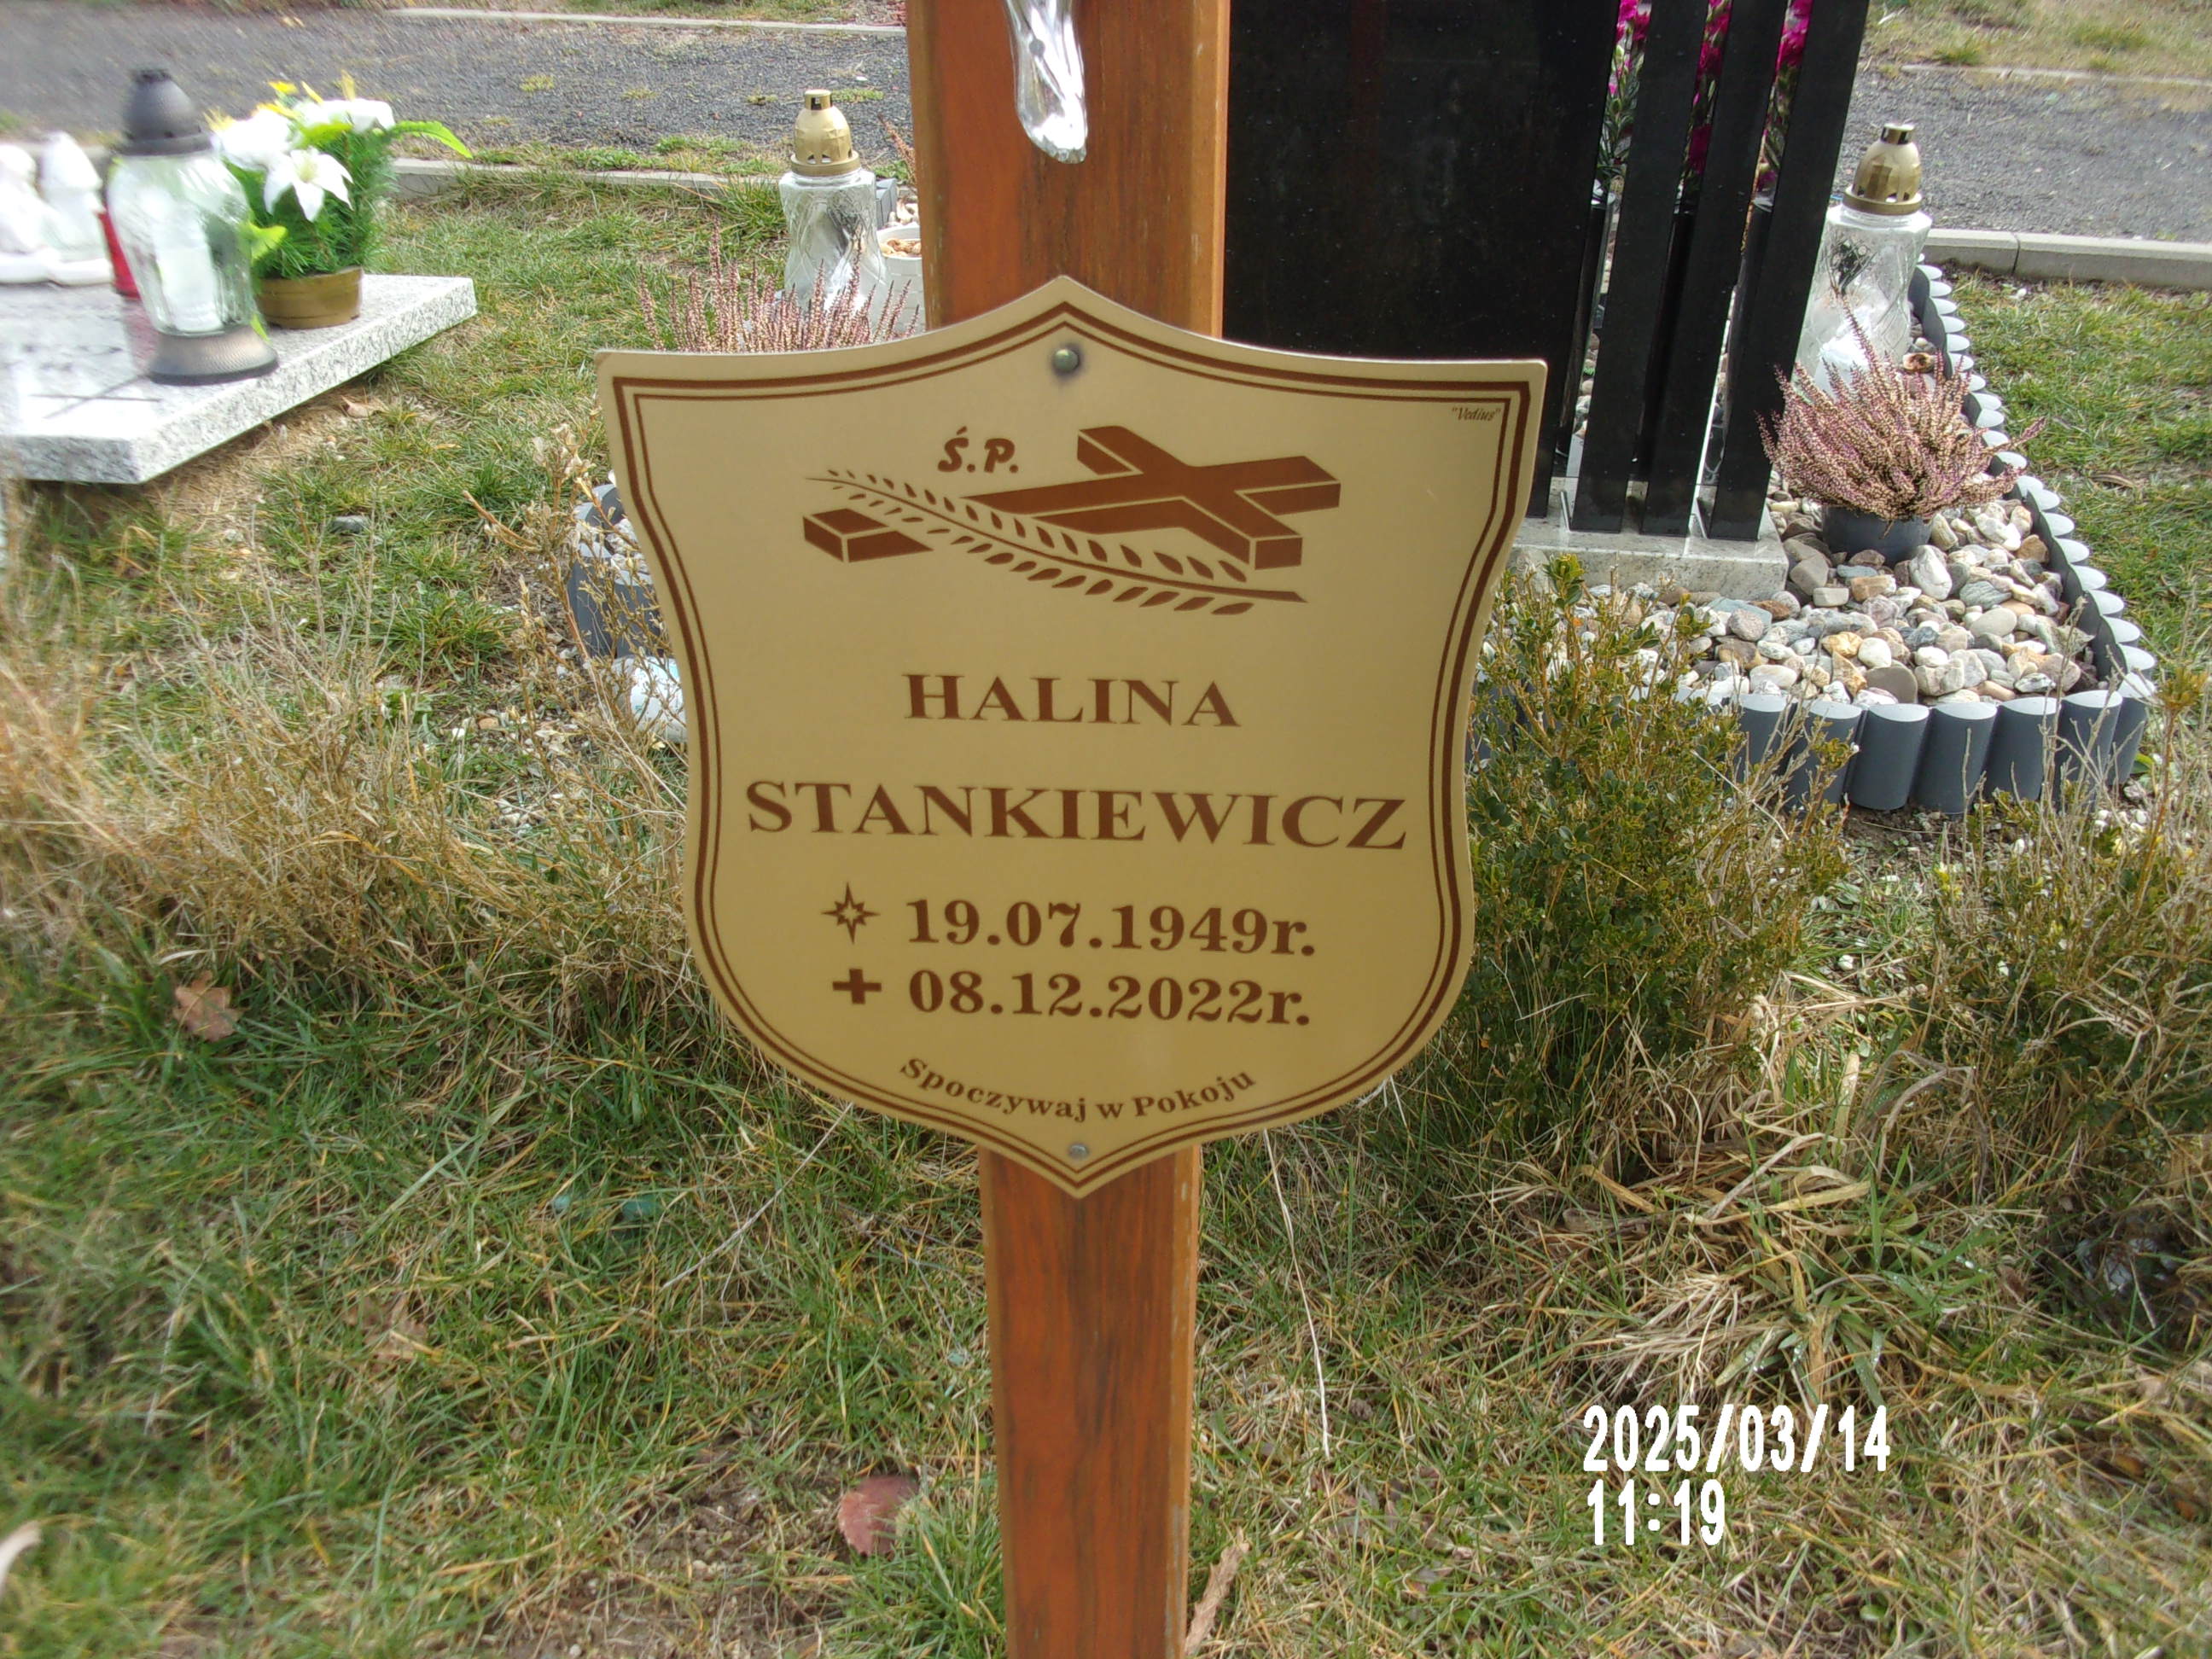 "Vedius"
Ś.P.
HALINA
STANKIEWICZ
19.07.1949r.
08.12.2022r.
Spoczywaj w Pokoju
2025/03/14
11:19